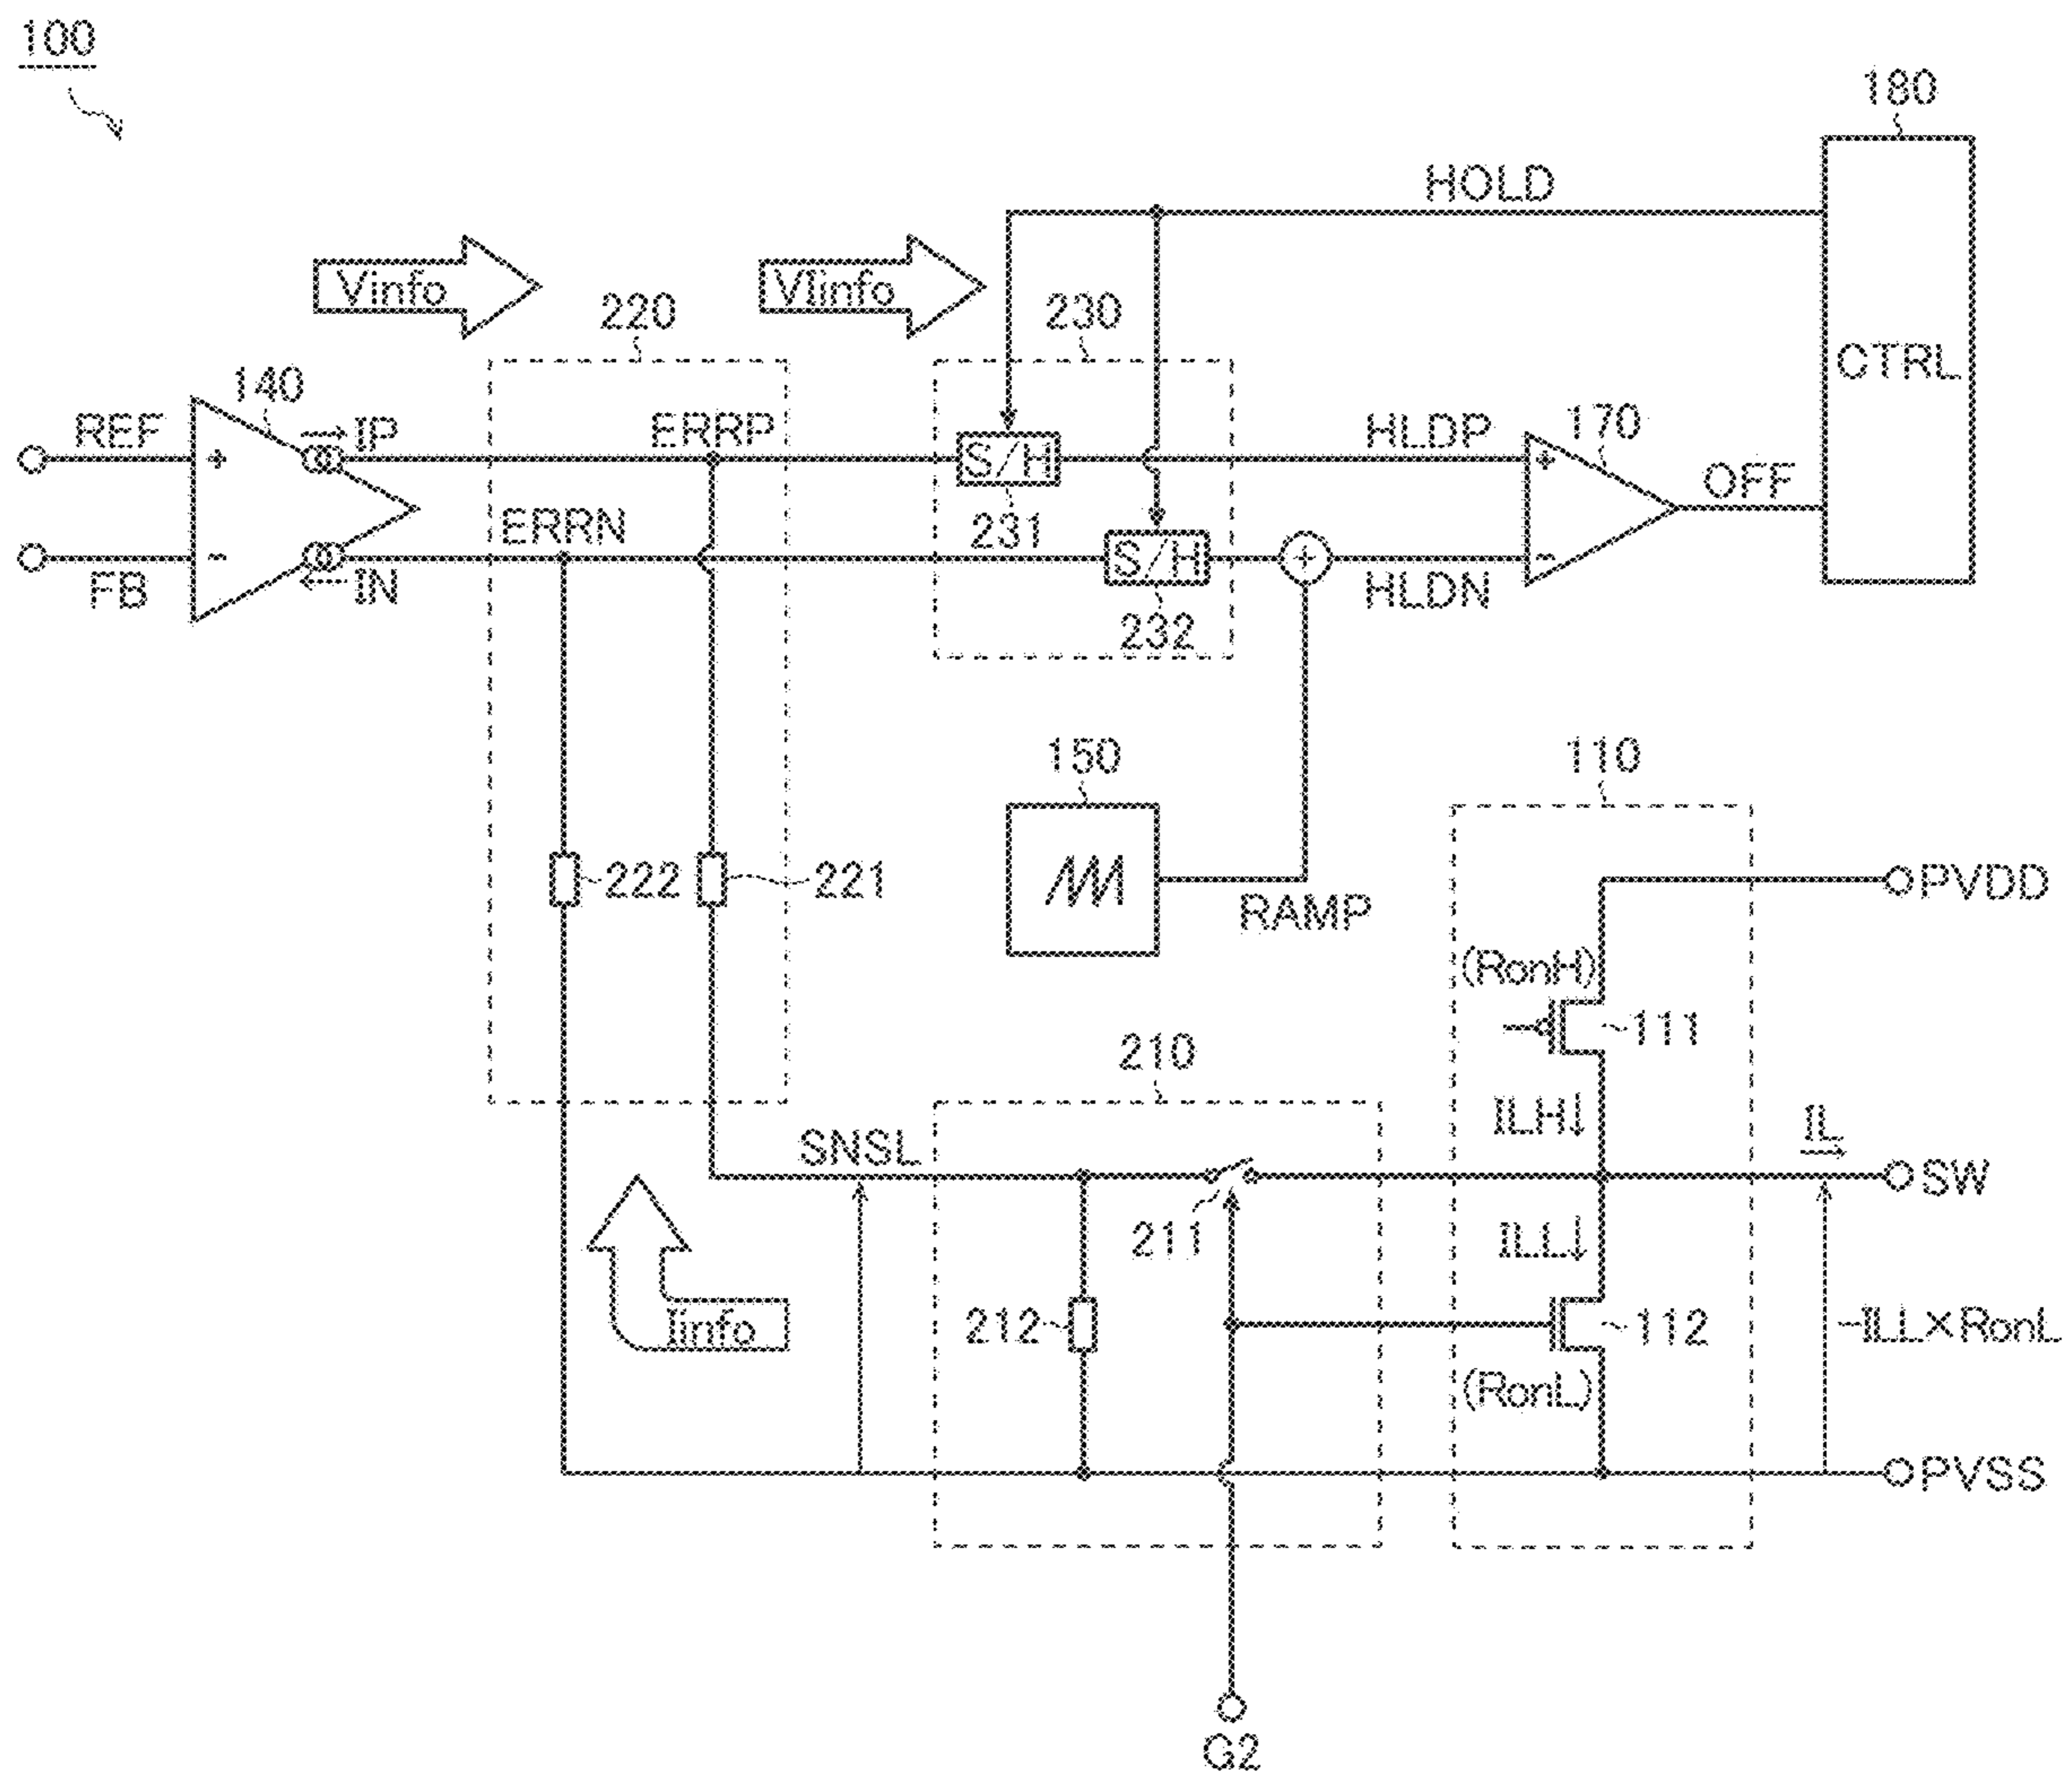 100
180
HOLD
Vinfo
VIinfo
220
230
CTRL
140
REF
+
IP
ERRP
S/H
HLDP
+
170
OFF
231
ERRN
FB
-
IN
S/H
+
HLDN
-
232
150
110
222
221
RAMP
PVDD
(RonH)
111
210
ILH↓
IL
SNSL
SW
211
ILL↓
Iinfo
212
112
-ILL×RonL
(RonL)
PVSS
G2